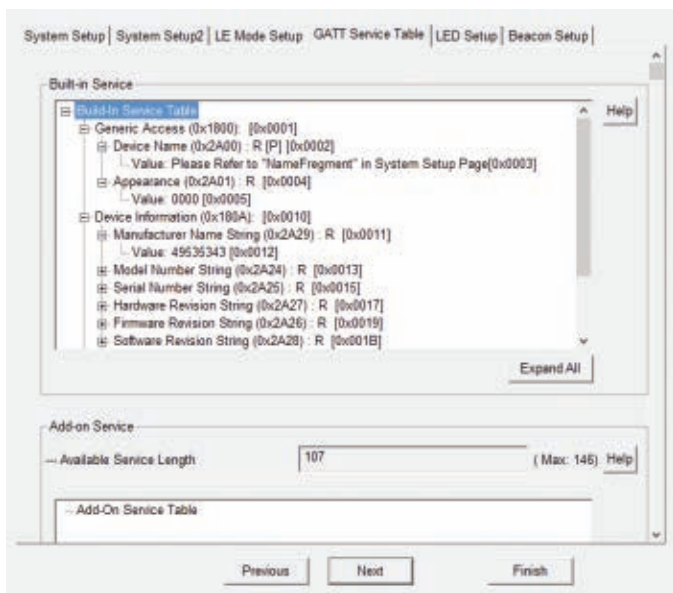 System Setup System Setup2 LE Mode Setup GATT Service Table LED Setup Beacon Setup
Built-in Service
Build-In Service Table
Help
Generic Access (0x1800): [0x0001]
Device Name (0x2A00) : R [P] [0x0002]
Value: Please Refer to "NameFregment" in System Setup Page[0x0003]
Appearance (0x2A01) : R [0x0004]
Value: 0000 [0x0005]
Device Information (0x180A): [0x0010]
Manufacturer Name String (0x2A29) : R [0x0011]
Value: 49535343 [0x0012]
Model Number String (0x2A24) : R [0x0013]
Serial Number String (0x2A25) : R [0x0015]
Hardware Revision String (0x2A27) : R [0x0017]
Firmware Revision String (0x2A26) : R [0x0019]
Software Revision String (0x2A28) : R [0x001B]
Expand All
Add-on Service
Available Service Length 107 ( Max: 146) Help
Add-On Service Table
Previous Next Finish